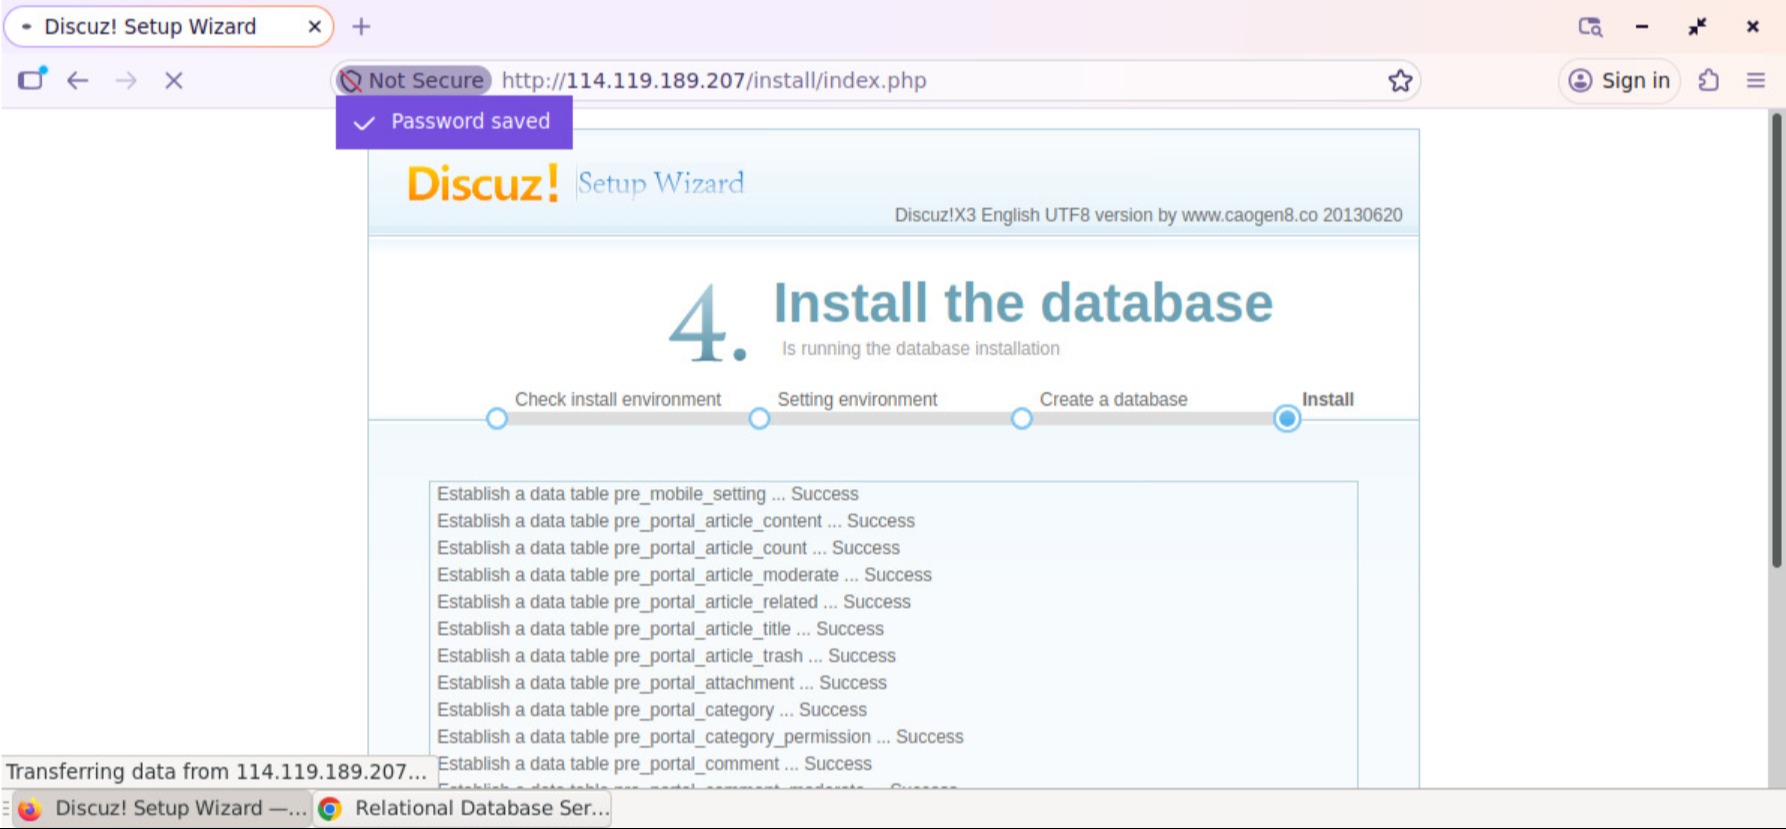 Discuz! Setup Wizard
Not Secure http://114.119.189.207/install/index.php Sign in
Password saved
Discuz! Setup Wizard
Discuz!X3 English UTF8 version by www.caogen8.co 20130620
4. Install the database
Is running the database installation
Check install environment Setting environment Create a database Install
Establish a data table pre_mobile_setting ... Success
Establish a data table pre_portal_article_content ... Success
Establish a data table pre_portal_article_count ... Success
Establish a data table pre_portal_article_moderate ... Success
Establish a data table pre_portal_article_related ... Success
Establish a data table pre_portal_article_title ... Success
Establish a data table pre_portal_article_trash ... Success
Establish a data table pre_portal_attachment ... Success
Establish a data table pre_portal_category ... Success
Establish a data table pre_portal_category_permission ... Success
Establish a data table pre_portal_comment ... Success
Transferring data from 114.119.189.207...
Discuz! Setup Wizard —... Relational Database Ser...